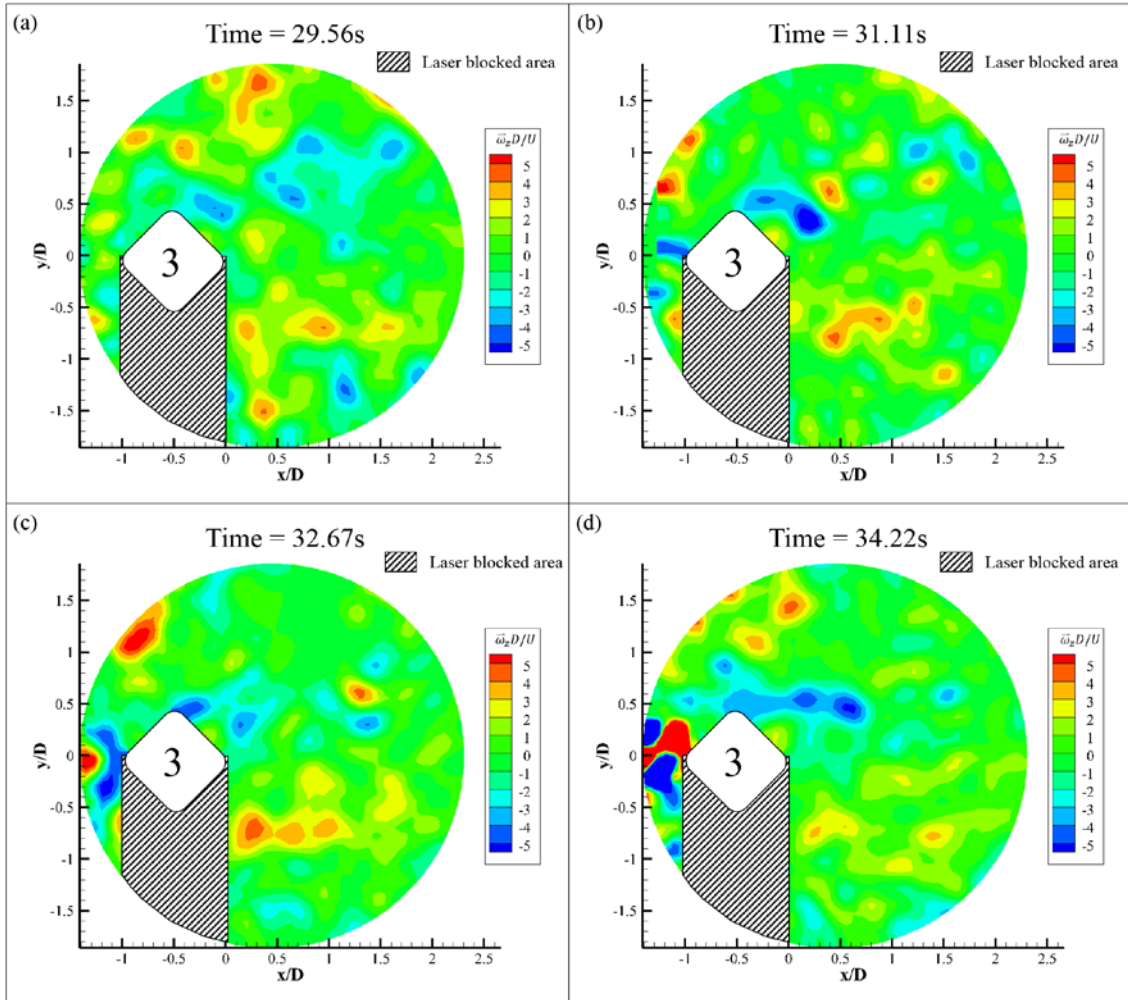 (a)
Time = 29.56s
Laser blocked area
y/D
1.5
1
0.5
0
-0.5
-1
-1.5
3
ω⃗zD/U
5
4
3
2
1
0
-1
-2
-3
-4
-5
-1 -0.5 0 0.5 1 1.5 2 2.5
x/D
(b)
Time = 31.11s
Laser blocked area
y/D
1.5
1
0.5
0
-0.5
-1
-1.5
3
ω⃗zD/U
5
4
3
2
1
0
-1
-2
-3
-4
-5
-1 -0.5 0 0.5 1 1.5 2 2.5
x/D
(c)
Time = 32.67s
Laser blocked area
y/D
1.5
1
0.5
0
-0.5
-1
-1.5
3
ω⃗zD/U
5
4
3
2
1
0
-1
-2
-3
-4
-5
-1 -0.5 0 0.5 1 1.5 2 2.5
x/D
(d)
Time = 34.22s
Laser blocked area
y/D
1.5
1
0.5
0
-0.5
-1
-1.5
3
ω⃗zD/U
5
4
3
2
1
0
-1
-2
-3
-4
-5
-1 -0.5 0 0.5 1 1.5 2 2.5
x/D